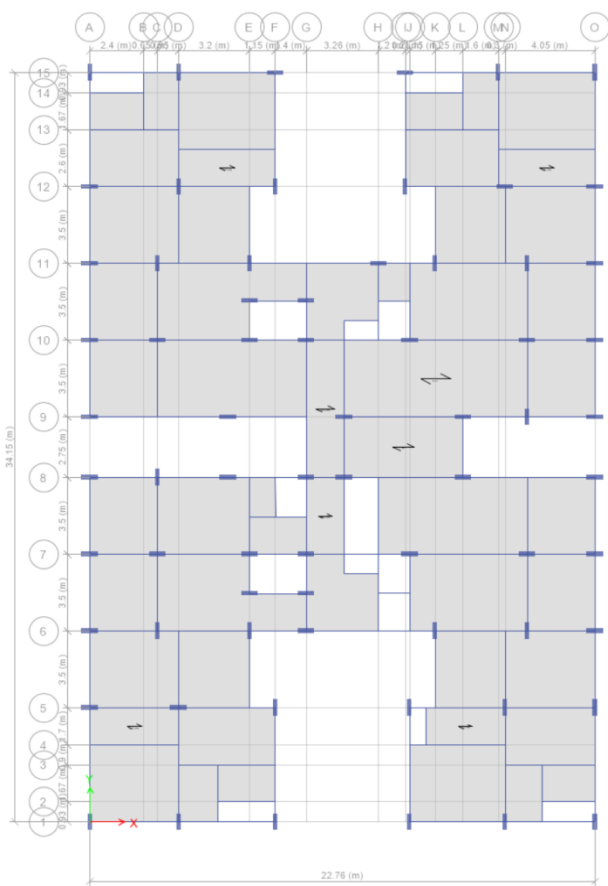 A B C D E F G H I J K L M N O
2.4 (m) 3.2 (m) 3.26 (m) 4.05 (m)
15
14
13
2.6 (m)
12
3.5 (m)
11
3.5 (m)
10
3.5 (m)
9
34.15 (m)
2.75 (m)
8
3.5 (m)
7
3.5 (m)
6
3.5 (m)
5
4
3
Y
2
1
X
22.76 (m)